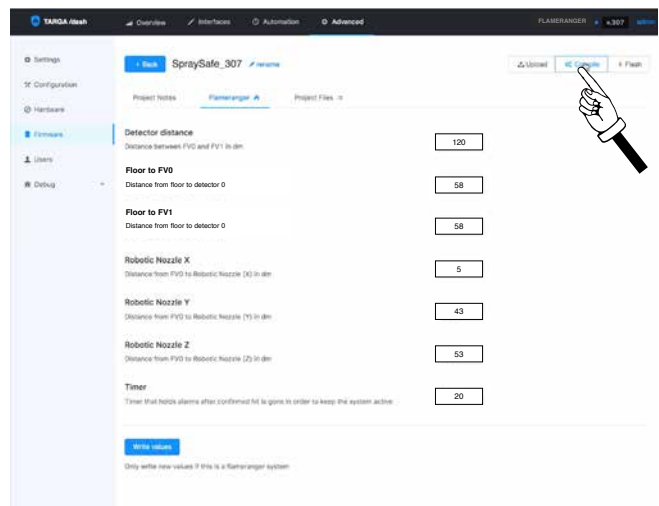 TARGA /dash
Overview
Interfaces
Automation
Advanced
FLAMERANGER
v.307
admin
Settings
Configuration
Hardware
Firmware
Users
Debug
Back
SpraySafe_307
rename
Upload
Compile
Flash
Project Notes
Flameranger
Project Files
Detector distance
Distance between FV0 and FV1 in dm
120
Floor to FV0
Distance from floor to detector 0
58
Floor to FV1
Distance from floor to detector 0
58
Robotic Nozzle X
Distance from FV0 to Robotic Nozzle (X) in dm
5
Robotic Nozzle Y
Distance from FV0 to Robotic Nozzle (Y) in dm
43
Robotic Nozzle Z
Distance from FV0 to Robotic Nozzle (Z) in dm
53
Timer
Timer that holds alarms after confirmed hit is gone in order to keep the system active
20
Write values
Only write new values if this is a flameranger system